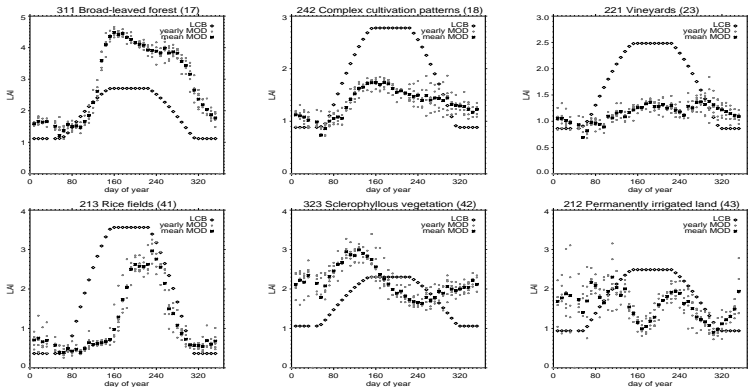 311 Broad-leaved forest (17)
LCB
yearly MOD
mean MOD
5
4
3
2
1
0
LAI
0 80 160 240 320
day of year
242 Complex cultivation patterns (18)
LCB
yearly MOD
mean MOD
3
2
1
0
LAI
0 80 160 240 320
day of year
221 Vineyards (23)
LCB
yearly MOD
mean MOD
3.0
2.5
2.0
1.5
1.0
0.5
0.0
LAI
0 80 160 240 320
day of year
213 Rice fields (41)
LCB
yearly MOD
mean MOD
4
3
2
1
0
LAI
0 80 160 240 320
day of year
323 Sclerophyllous vegetation (42)
LCB
yearly MOD
mean MOD
4
3
2
1
0
LAI
0 80 160 240 320
day of year
212 Permanently irrigated land (43)
LCB
yearly MOD
mean MOD
4
3
2
1
0
LAI
0 80 160 240 320
day of year